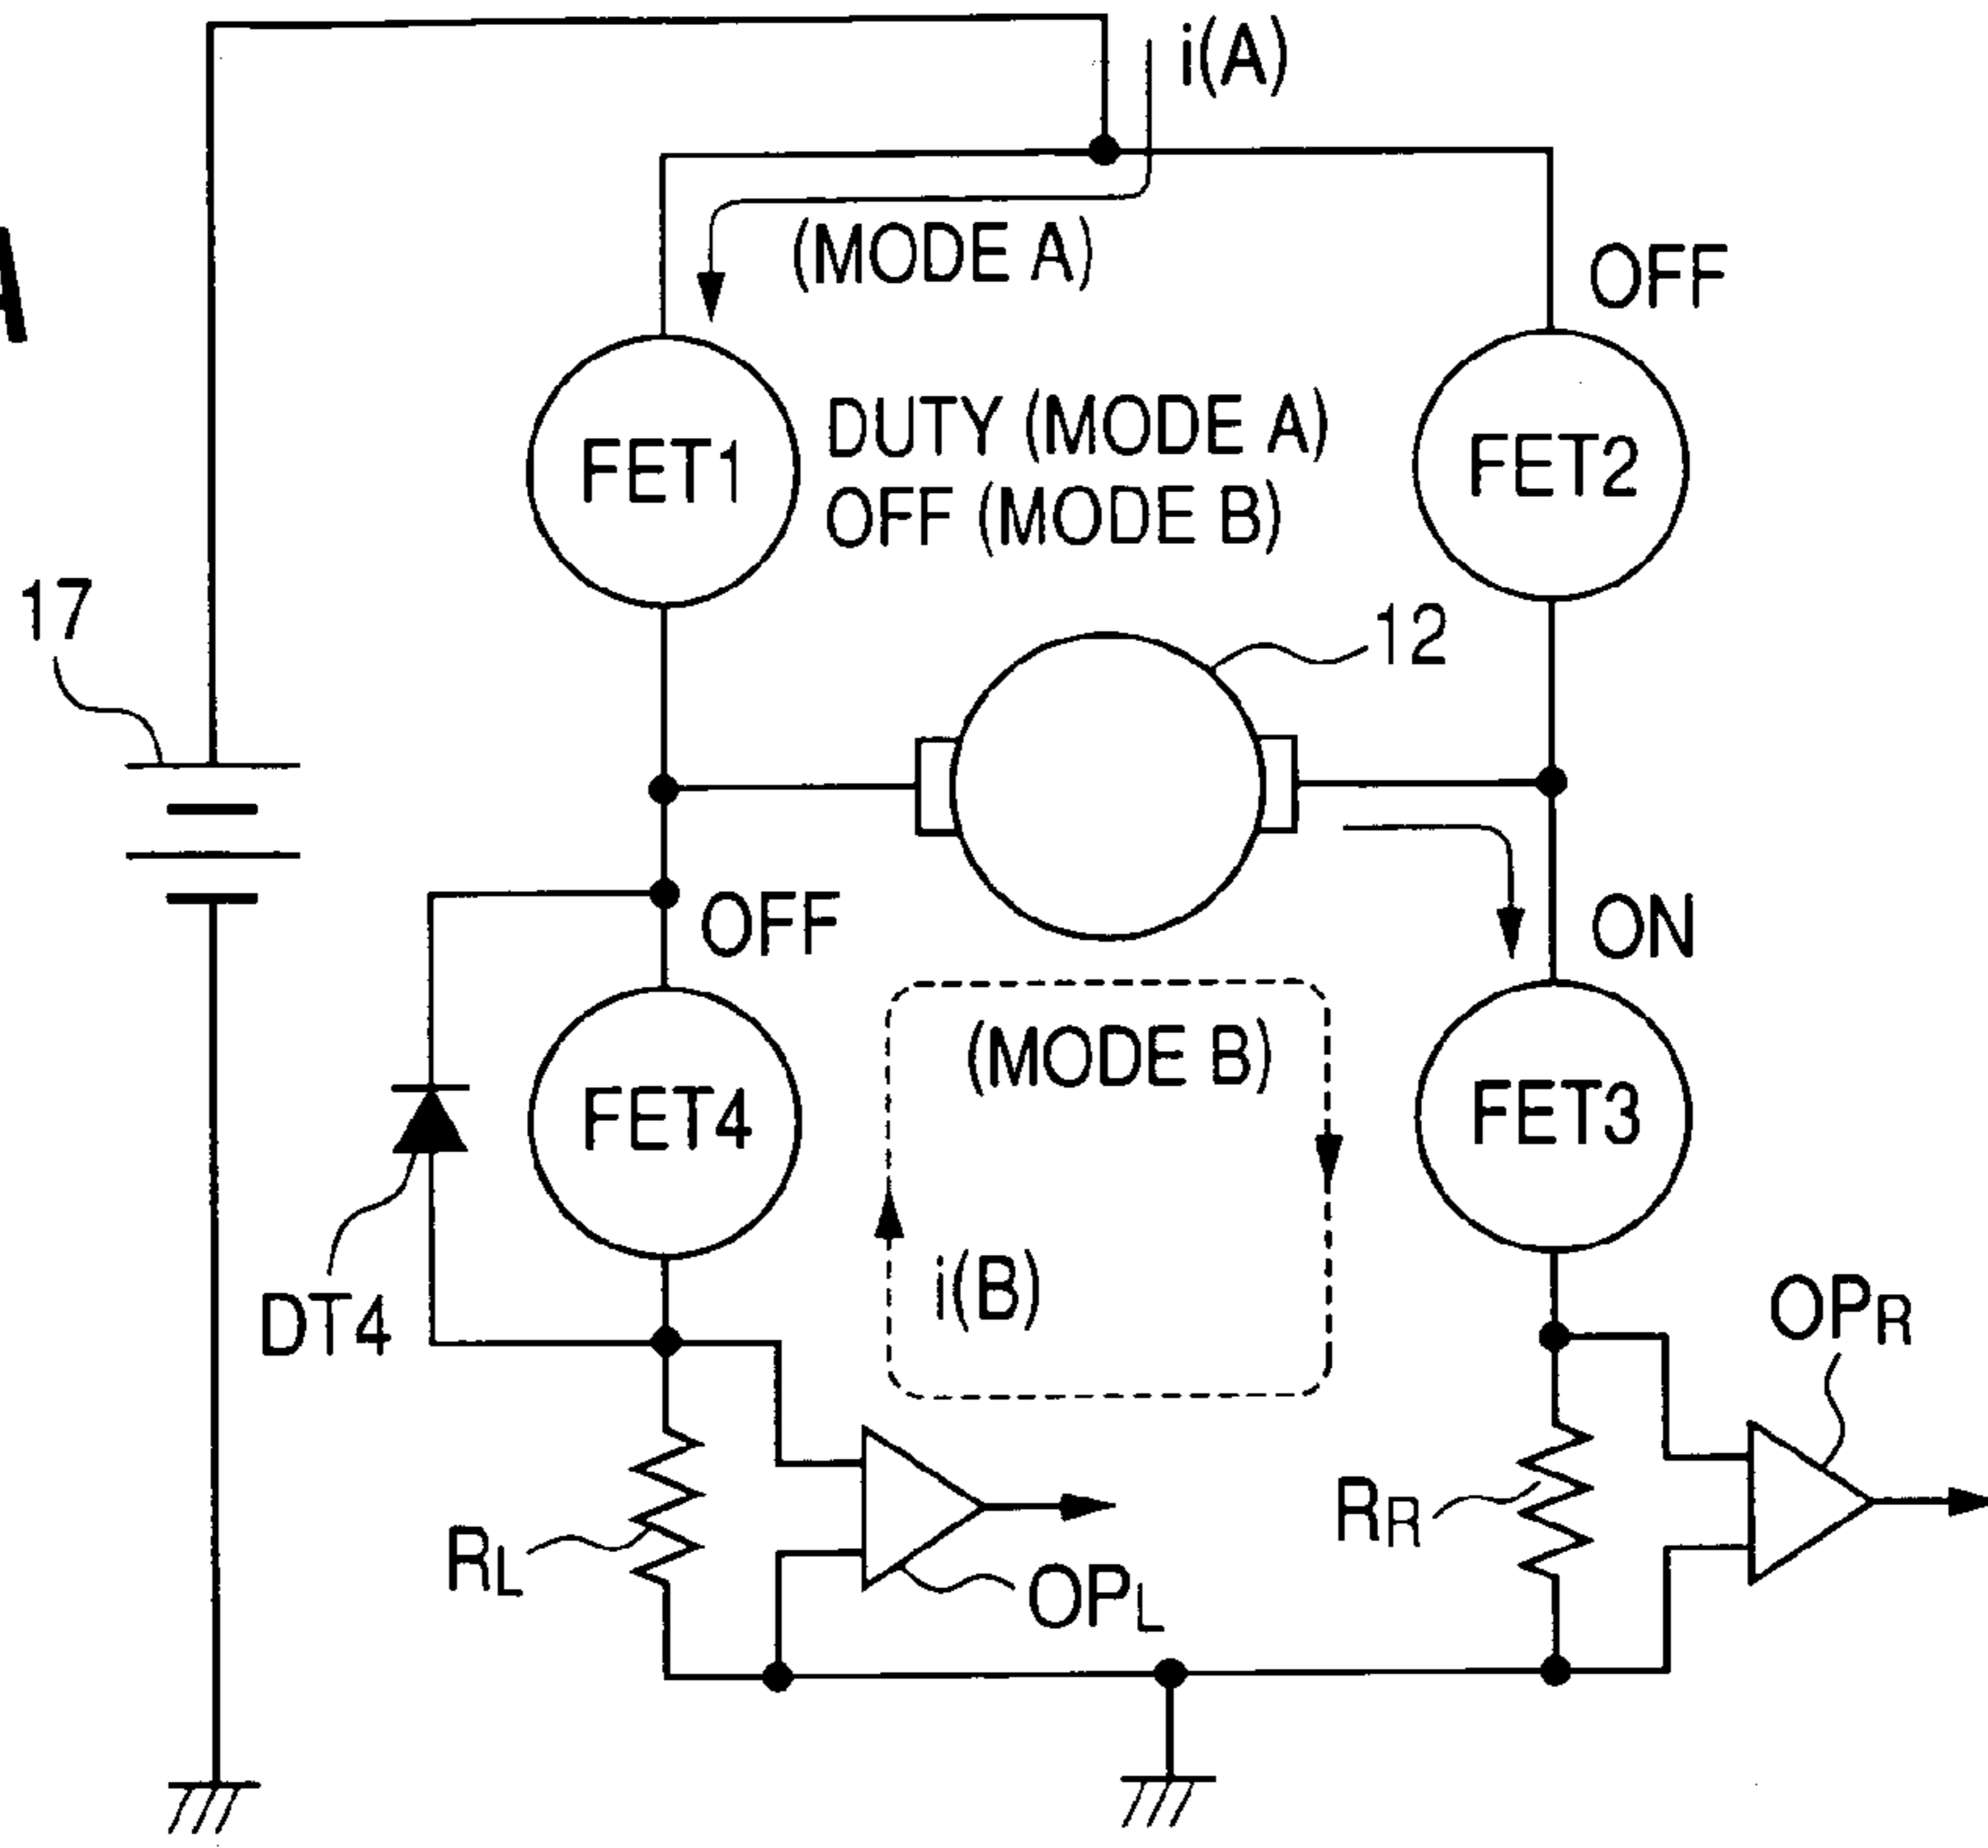 i(A)
A
(MODE A)
OFF
FET1
DUTY (MODE A)
OFF (MODE B)
FET2
17
12
OFF
ON
(MODE B)
FET4
FET3
i(B)
DT4
OPR
RL
RR
OPL